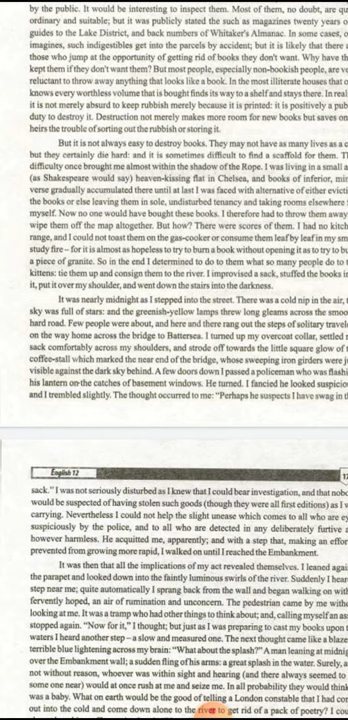 by the public. It would be interesting to inspect them. Most of them, no doubt, are qu
ordinary and suitable; but it was publicly stated the such as magazines twenty years o
guides to the Lake District, and back numbers of Whitaker's Almanac. In some cases, o
imagines, such indigestibles get into the parcels by accident; but it is likely that there
those who jump at the opportunity of getting rid of books they don't want. Why have th
kept them if they don't want them? But most people, especially non-bookish people, are ve
reluctant to throw away anything that looks like a book. In the most illiterate houses that o
knows every worthless volume that is bought finds its way to a shelf and stays there. In real
it is not merely absurd to keep rubbish merely because it is printed: it is positively a pub
duty to destroy it. Destruction not merely makes more room for new books but saves on
heirs the trouble of sorting out the rubbish or storing it.
But it is not always easy to destroy books. They may not have as many lives as a c
but they certainly die hard: and it is sometimes difficult to find a scaffold for them. T
difficulty once brought me almost within the shadow of the Rope. I was living in a small a
(as Shakespeare would say) heaven-kissing flat in Chelsea, and books of inferior, min
verse gradually accumulated there until at last I was faced with alternative of either evicti
the books or else leaving them in sole, undisturbed tenancy and taking rooms elsewhere
myself. Now no one would have bought these books. I therefore had to throw them away
wipe them off the map altogether. But how? There were scores of them. I had no kitch
range, and I could not toast them on the gas-cooker or consume them leaf by leaf in my sm
study fire – for it is almost as hopeless to try to burn a book without opening it as to try to bu
a piece of granite. So in the end I determined to do to them what so many people do to t
kittens: tie them up and consign them to the river. I improvised a sack, stuffed the books in
it, put it over my shoulder, and went down the stairs into the darkness.
It was nearly midnight as I stepped into the street. There was a cold nip in the air, t
sky was full of stars: and the greenish-yellow lamps threw long gleams across the smoo
hard road. Few people were about, and here and there rang out the steps of solitary travel
on the way home across the bridge to Battersea. I turned up my overcoat collar, settled
sack comfortably across my shoulders, and strode off towards the little square glow of t
coffee-stall which marked the near end of the bridge, whose sweeping iron girders were j
visible against the dark sky behind. A few doors down I passed a policeman who was flashi
his lantern on the catches of basement windows. He turned. I fancied he looked suspicio
and I trembled slightly. The thought occurred to me: "Perhaps he suspects I have swag in th
English 12
sack." I was not seriously disturbed as I knew that I could bear investigation, and that nobo
would be suspected of having stolen such goods (though they were all first editions) as I w
carrying. Nevertheless I could not help the slight unease which comes to all who are ey
suspiciously by the police, and to all who are detected in any deliberately furtive a
however harmless. He acquitted me, apparently; and with a step that, making an effor
prevented from growing more rapid, I walked on until I reached the Embankment.
It was then that all the implications of my act revealed themselves. I leaned agai
the parapet and looked down into the faintly luminous swirls of the river. Suddenly I hear
step near me; quite automatically I sprang back from the wall and began walking on with
fervently hoped, an air of rumination and unconcern. The pedestrian came by me witho
looking at me. It was a tramp who had other things to think about; and, calling myself an as
stopped again. "Now for it," I thought; but just as I was preparing to cast my books upon t
waters I heard another step – a slow and measured one. The next thought came like a blaze
terrible blue lightening across my brain: "What about the splash?" A man leaning at midnig
over the Embankment wall; a sudden fling of his arms: a great splash in the water. Surely, a
not without reason, whoever was within sight and hearing (and there always seemed to
some one near) would at once rush at me and seize me. In all probability they would think
was a baby. What on earth would be the good of telling a London constable that I had com
out into the cold and come down alone to the river to get rid of a pack of poetry? I cou